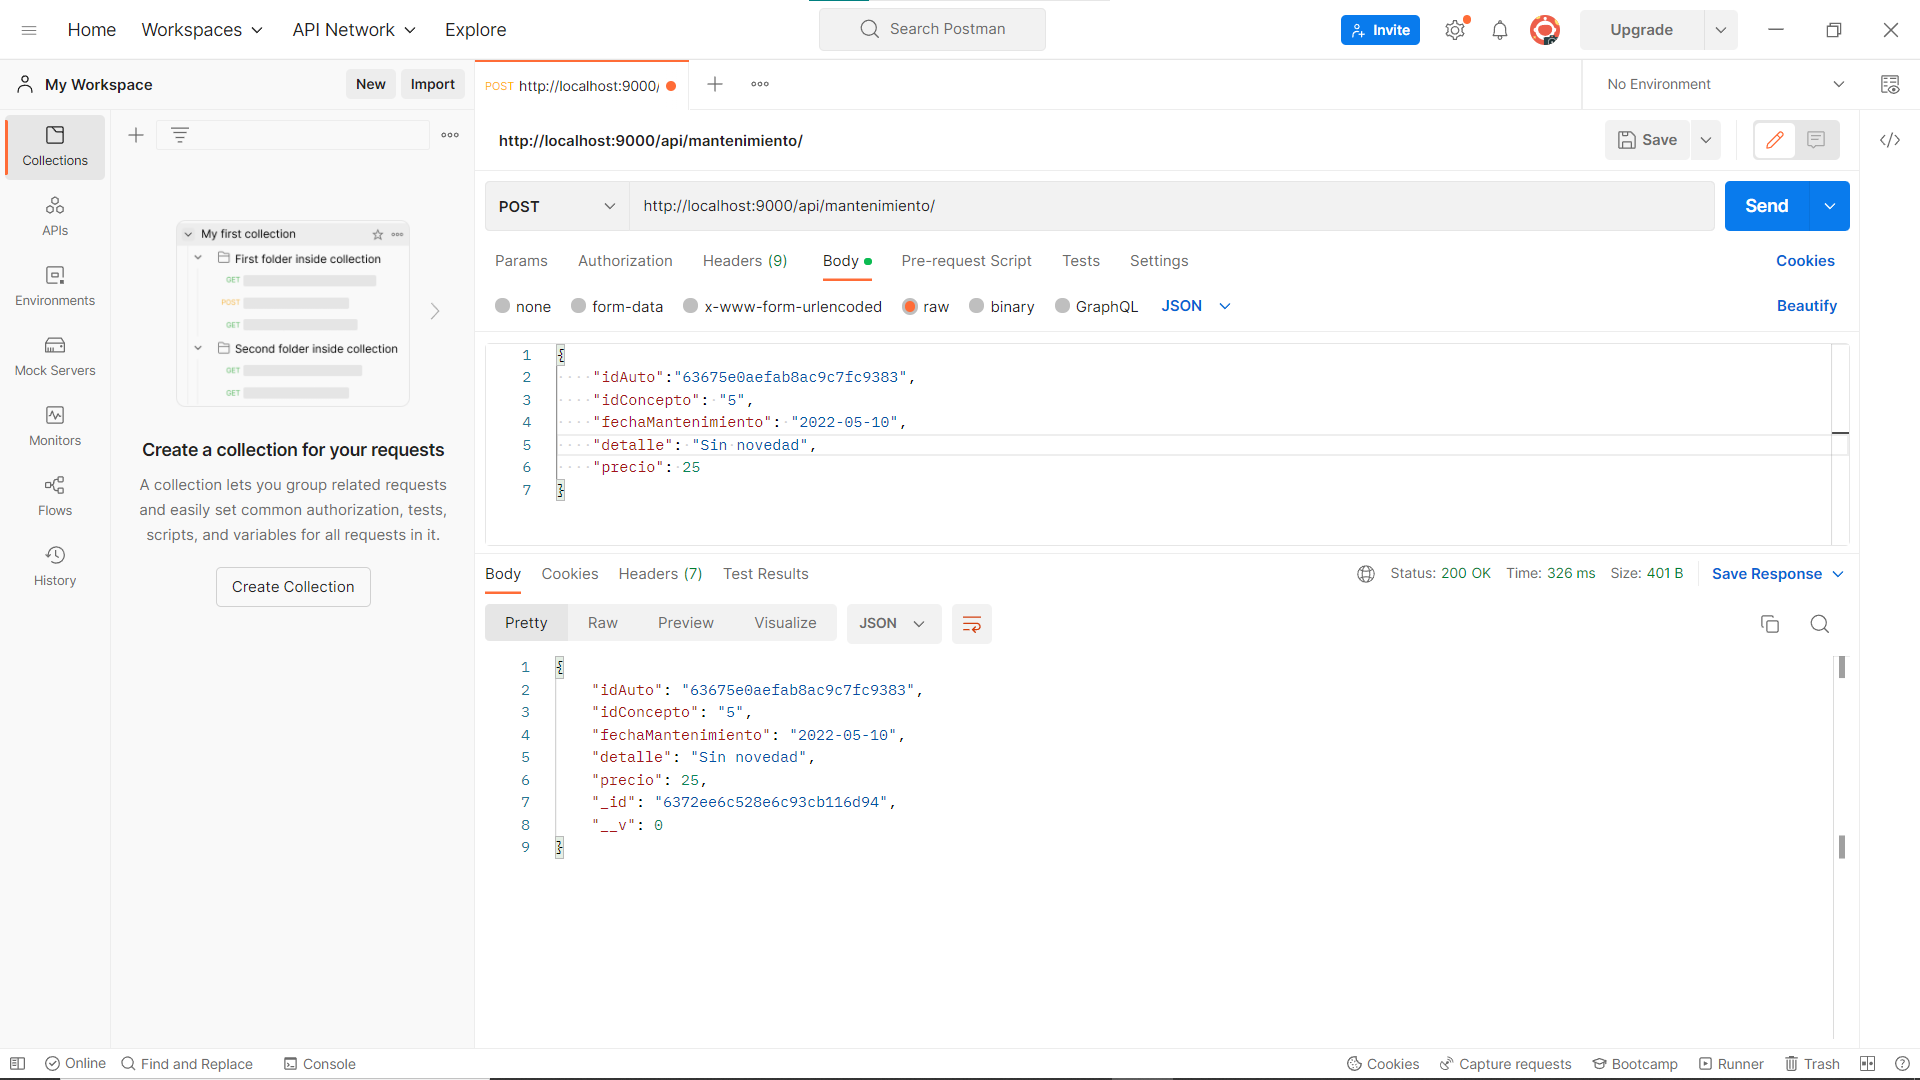 Home Workspaces API Network Explore Search Postman Invite Upgrade
My Workspace New Import POST http://localhost:9000/ No Environment
Collections
APIs
Environments
Mock Servers
Monitors
Flows
History
My first collection
First folder inside collection
GET
POST
GET
Second folder inside collection
GET
GET
Create a collection for your requests
A collection lets you group related requests
and easily set common authorization, tests,
scripts, and variables for all requests in it.
Create Collection
http://localhost:9000/api/mantenimiento/ Save
POST http://localhost:9000/api/mantenimiento/ Send
Params Authorization Headers (9) Body Pre-request Script Tests Settings Cookies
none form-data x-www-form-urlencoded raw binary GraphQL JSON Beautify
1 {
2 "idAuto":"63675e0aefab8ac9c7fc9383",
3 "idConcepto": "5",
4 "fechaMantenimiento": "2022-05-10",
5 "detalle": "Sin novedad",
6 "precio": 25
7 }
Body Cookies Headers (7) Test Results Status: 200 OK Time: 326 ms Size: 401 B Save Response
Pretty Raw Preview Visualize JSON
1 {
2 "idAuto": "63675e0aefab8ac9c7fc9383",
3 "idConcepto": "5",
4 "fechaMantenimiento": "2022-05-10",
5 "detalle": "Sin novedad",
6 "precio": 25,
7 "_id": "6372ee6c528e6c93cb116d94",
8 "__v": 0
9 }
Online Find and Replace Console Cookies Capture requests Bootcamp Runner Trash